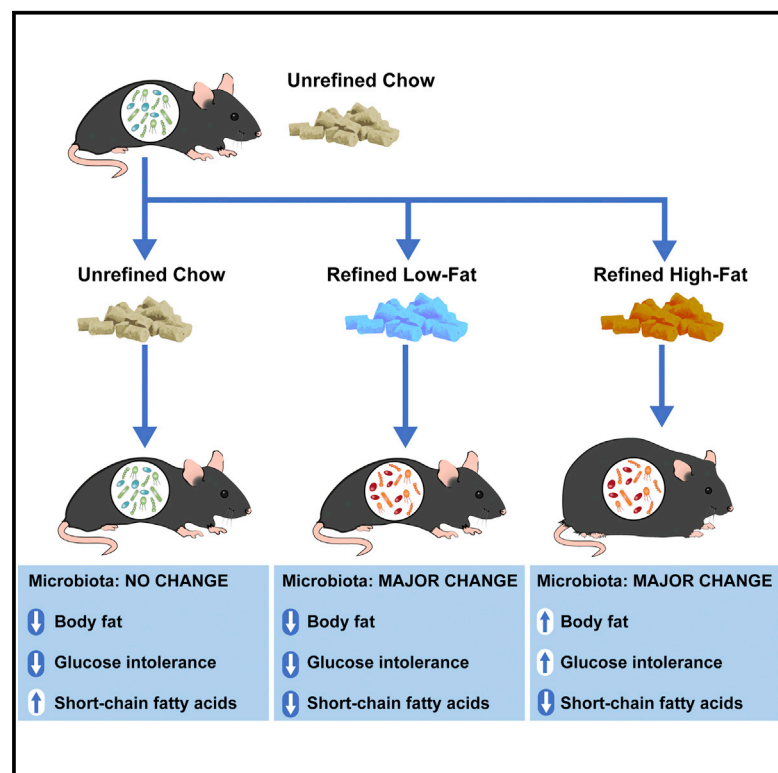 Unrefined Chow
Unrefined Chow
Refined Low-Fat
Refined High-Fat
Microbiota: NO CHANGE
Body fat
Glucose intolerance
Short-chain fatty acids
Microbiota: MAJOR CHANGE
Body fat
Glucose intolerance
Short-chain fatty acids
Microbiota: MAJOR CHANGE
Body fat
Glucose intolerance
Short-chain fatty acids